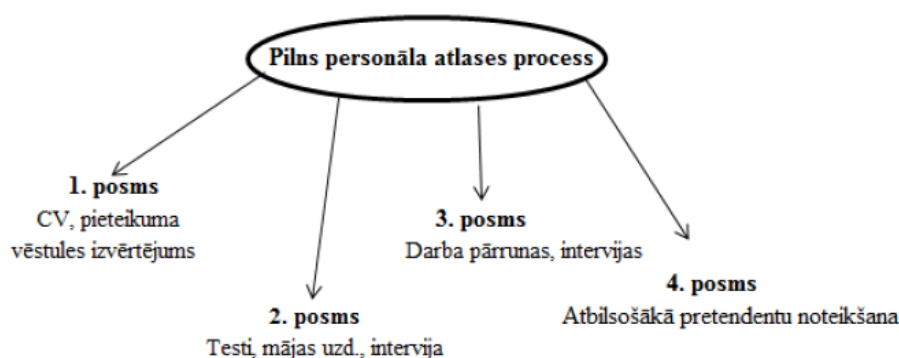 Pilns personāla atlases process
1. posms
CV, pieteikuma
vēstules izvērtējums
2. posms
Testi, mājas uzd., intervija
3. posms
Darba pārrunas, intervijas
4. posms
Atbilsošākā pretendentu noteikšana